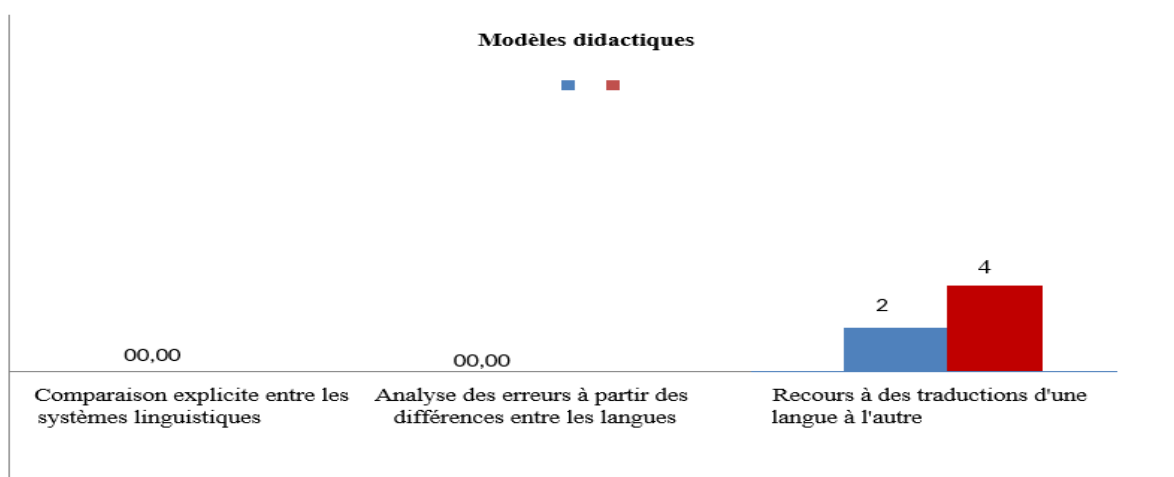 Modèles didactiques
4
2
00,00
00,00
Comparaison explicite entre les
systèmes linguistiques
Analyse des erreurs à partir des
différences entre les langues
Recours à des traductions d'une
langue à l'autre